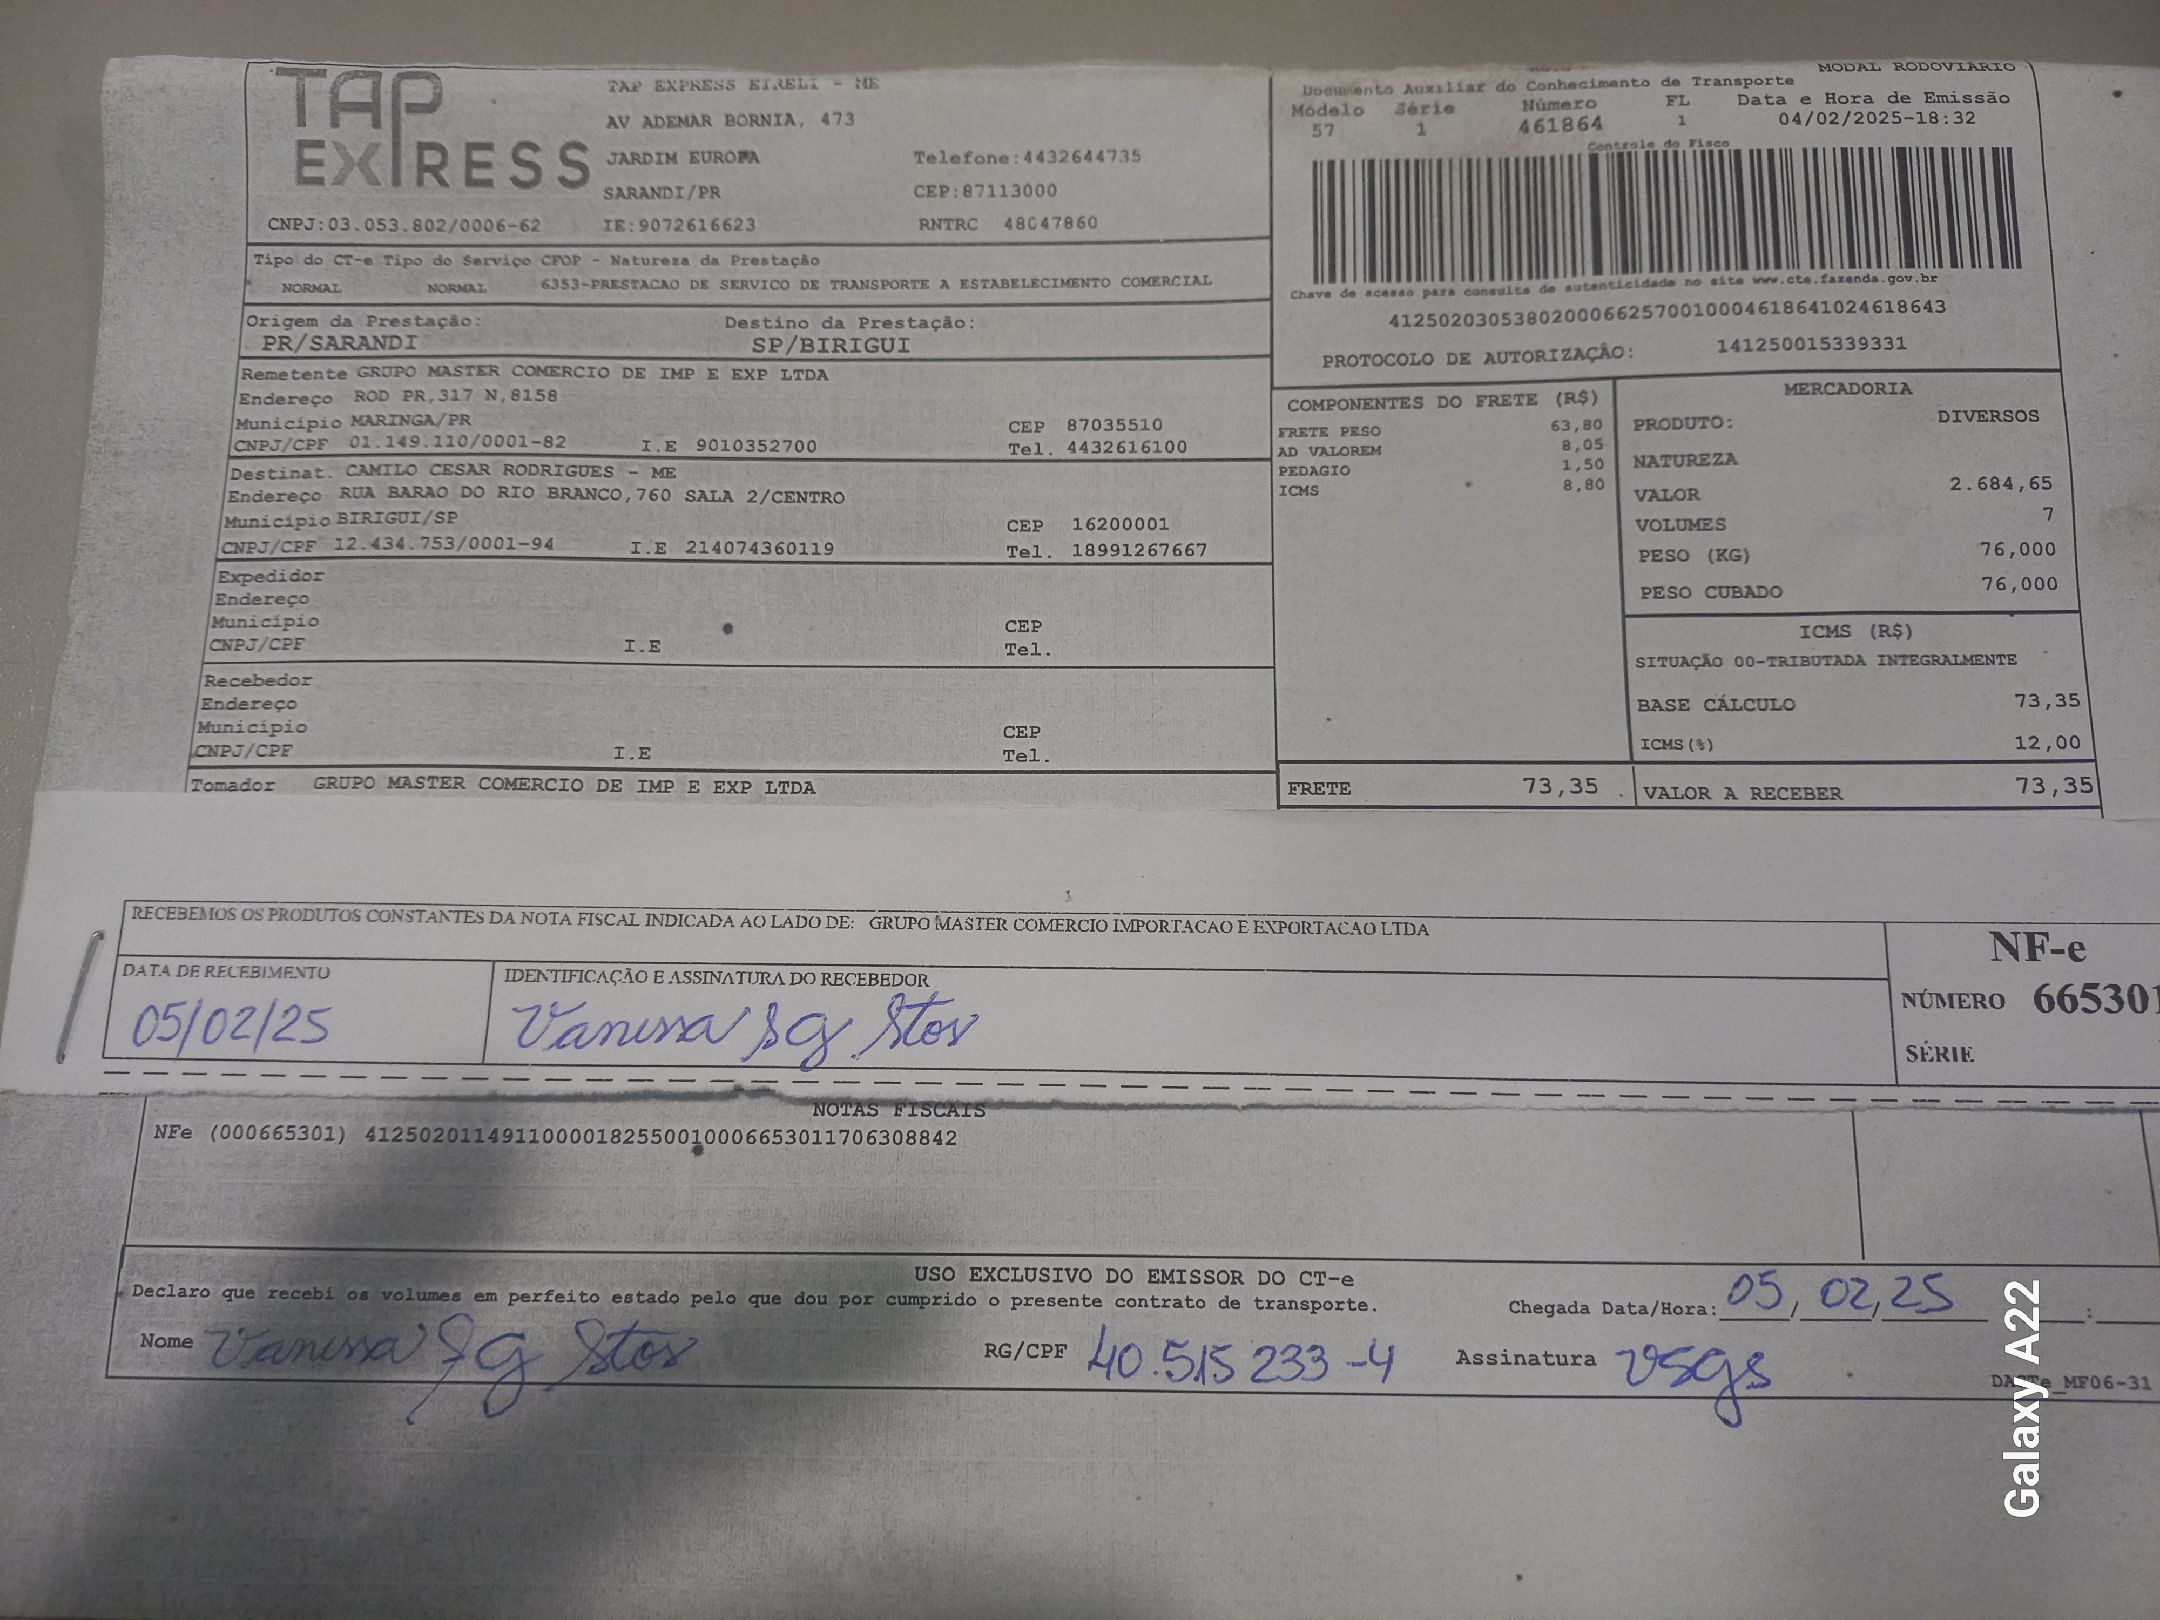 TAP EXPRESS
TAP EXPRESS EIRELI - ME
AV ADEMAR BORNIA, 473
JARDIM EUROPA Telefone:4432644735
SARANDI/PR CEP:87113000
CNPJ:03.053.802/0006-62 IE:9072616623 RNTRC 48047860
MODAL RODOVIÁRIO
Documento Auxiliar do Conhecimento de Transporte
Modelo Série Número FL Data e Hora de Emissão
57 1 461864 1 04/02/2025-18:32
Controle do Fisco
Chave de acesso para consulta de autenticidade no site www.cte.fazenda.gov.br
41250203053802000662570010004618641024618643
PROTOCOLO DE AUTORIZAÇÃO: 141250015339331
Tipo do CT-e Tipo do Serviço CFOP - Natureza da Prestação
NORMAL NORMAL 6353-PRESTACAO DE SERVICO DE TRANSPORTE A ESTABELECIMENTO COMERCIAL
Origem da Prestação: Destino da Prestação:
PR/SARANDI SP/BIRIGUI
Remetente GRUPO MASTER COMERCIO DE IMP E EXP LTDA
Endereço ROD PR,317 N,8158
Município MARINGA/PR CEP 87035510
CNPJ/CPF 01.149.110/0001-82 I.E 9010352700 Tel. 4432616100
Destinat. CAMILO CESAR RODRIGUES - ME
Endereço RUA BARAO DO RIO BRANCO,760 SALA 2/CENTRO
Município BIRIGUI/SP CEP 16200001
CNPJ/CPF 12.434.753/0001-94 I.E 214074360119 Tel. 18991267667
Expedidor
Endereço
Município CEP
CNPJ/CPF I.E Tel.
Recebedor
Endereço
Município CEP
CNPJ/CPF I.E Tel.
Tomador GRUPO MASTER COMERCIO DE IMP E EXP LTDA
COMPONENTES DO FRETE (R$)
FRETE PESO 63,80
AD VALOREM 8,05
PEDAGIO 1,50
ICMS 8,80
FRETE 73,35
MERCADORIA
PRODUTO: DIVERSOS
NATUREZA
VALOR 2.684,65
VOLUMES 7
PESO (KG) 76,000
PESO CUBADO 76,000
ICMS (R$)
SITUAÇÃO 00-TRIBUTADA INTEGRALMENTE
BASE CÁLCULO 73,35
ICMS(%) 12,00
VALOR A RECEBER 73,35
RECEBEMOS OS PRODUTOS CONSTANTES DA NOTA FISCAL INDICADA AO LADO DE: GRUPO MASTER COMERCIO IMPORTACAO E EXPORTACAO LTDA
DATA DE RECEBIMENTO IDENTIFICAÇÃO E ASSINATURA DO RECEBEDOR
05/02/25 Vanessa SG Stos
NF-e
NÚMERO 665301
SÉRIE
NOTAS FISCAIS
NFe (000665301) 41250201149110000182550010006653011706308842
USO EXCLUSIVO DO EMISSOR DO CT-e
Declaro que recebi os volumes em perfeito estado pelo que dou por cumprido o presente contrato de transporte.
Chegada Data/Hora: 05/02/25 :
Nome Vanessa SG Stos RG/CPF 40.515 233-4 Assinatura VSGS
DACTe_MF06-31
Galaxy A22